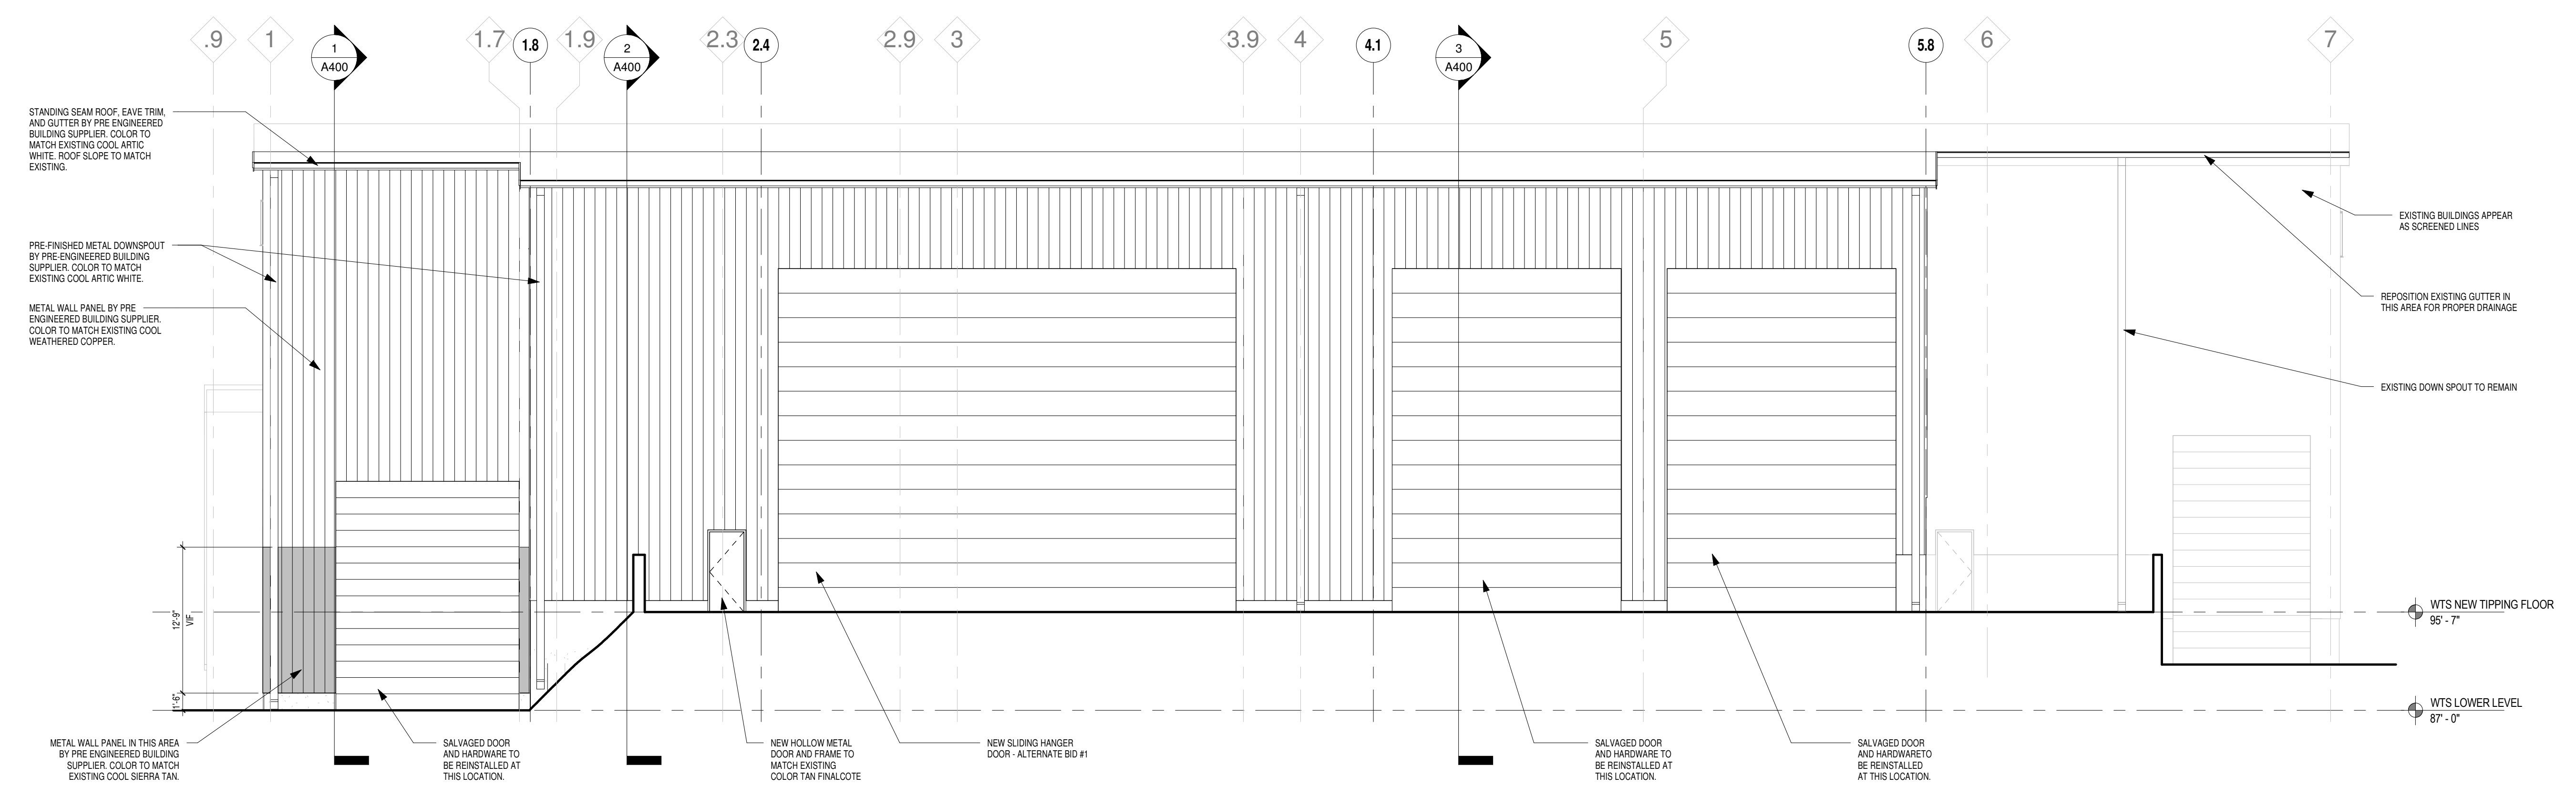 .9
1
1
A400
1.7
1.8
1.9
2
A400
2.3
2.4
2.9
3
3.9
4
4.1
3
A400
5
5.8
6
7
STANDING SEAM ROOF, EAVE TRIM,
AND GUTTER BY PRE ENGINEERED
BUILDING SUPPLIER. COLOR TO
MATCH EXISTING COOL ARTIC
WHITE. ROOF SLOPE TO MATCH
EXISTING.
PRE-FINISHED METAL DOWNSPOUT
BY PRE-ENGINEERED BUILDING
SUPPLIER. COLOR TO MATCH
EXISTING COOL ARTIC WHITE.
METAL WALL PANEL BY PRE
ENGINEERED BUILDING SUPPLIER.
COLOR TO MATCH EXISTING COOL
WEATHERED COPPER.
EXISTING BUILDINGS APPEAR
AS SCREENED LINES
REPOSITION EXISTING GUTTER IN
THIS AREA FOR PROPER DRAINAGE
EXISTING DOWN SPOUT TO REMAIN
12'-9"
VIF
1'-6"
WTS NEW TIPPING FLOOR
95' - 7"
WTS LOWER LEVEL
87' - 0"
METAL WALL PANEL IN THIS AREA
BY PRE ENGINEERED BUILDING
SUPPLIER. COLOR TO MATCH
EXISTING COOL SIERRA TAN.
SALVAGED DOOR
AND HARDWARE TO
BE REINSTALLED AT
THIS LOCATION.
NEW HOLLOW METAL
DOOR AND FRAME TO
MATCH EXISTING
COLOR TAN FINALCOTE
NEW SLIDING HANGER
DOOR - ALTERNATE BID #1
SALVAGED DOOR
AND HARDWARE TO
BE REINSTALLED AT
THIS LOCATION.
SALVAGED DOOR
AND HARDWARETO
BE REINSTALLED
AT THIS LOCATION.